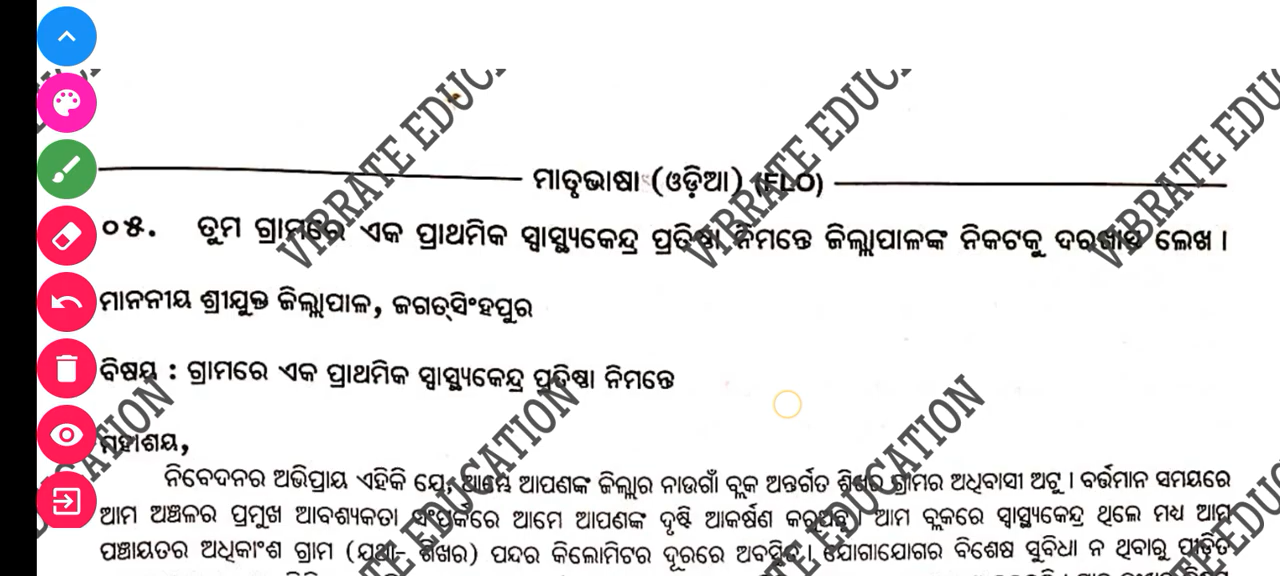 VIBRATE EDUCATION
ମାତୃଭାଷା (ଓଡ଼ିଆ) (FLO)
୦୫. ତୁମ ଗ୍ରାମରେ ଏକ ପ୍ରାଥମିକ ସ୍ୱାସ୍ଥ୍ୟକେନ୍ଦ୍ର ପ୍ରତିଷ୍ଠା ନିମନ୍ତେ ଜିଲ୍ଲାପାଳଙ୍କ ନିକଟକୁ ଦରଖାସ୍ତ ଲେଖ ।
ମାନନୀୟ ଶ୍ରୀଯୁକ୍ତ ଜିଲ୍ଲାପାଳ, ଜଗତ୍‌ସିଂହପୁର
ବିଷୟ : ଗ୍ରାମରେ ଏକ ପ୍ରାଥମିକ ସ୍ୱାସ୍ଥ୍ୟକେନ୍ଦ୍ର ପ୍ରତିଷ୍ଠା ନିମନ୍ତେ
ମହାଶୟ,
ନିବେଦନର ଅଭିପ୍ରାୟ ଏହିକି ଯେ, ଆମ୍ଭେ ଆପଣଙ୍କ ଜିଲ୍ଲାର ନାଉଗାଁ ବ୍ଲକ ଅନ୍ତର୍ଗତ ଶିଖର ଗ୍ରାମର ଅଧିବାସୀ ଅଟୁ । ବର୍ତ୍ତମାନ ସମୟରେ
ଆମ ଅଞ୍ଚଳର ପ୍ରମୁଖ ଆବଶ୍ୟକତା ସଂପର୍କରେ ଆମେ ଆପଣଙ୍କ ଦୃଷ୍ଟି ଆକର୍ଷଣ କରୁଅଛୁ । ଆମ ବ୍ଲକରେ ସ୍ୱାସ୍ଥ୍ୟକେନ୍ଦ୍ର ଥିଲେ ମଧ୍ୟ ଆମ
ପଞ୍ଚାୟତର ଅଧିକାଂଶ ଗ୍ରାମ (ଯଥା- ଶିଖର) ପନ୍ଦର କିଲୋମିଟର ଦୂରରେ ଅବସ୍ଥିତ । ଯୋଗାଯୋଗର ବିଶେଷ ସୁବିଧା ନ ଥିବାରୁ ପୀଡ଼ିତ